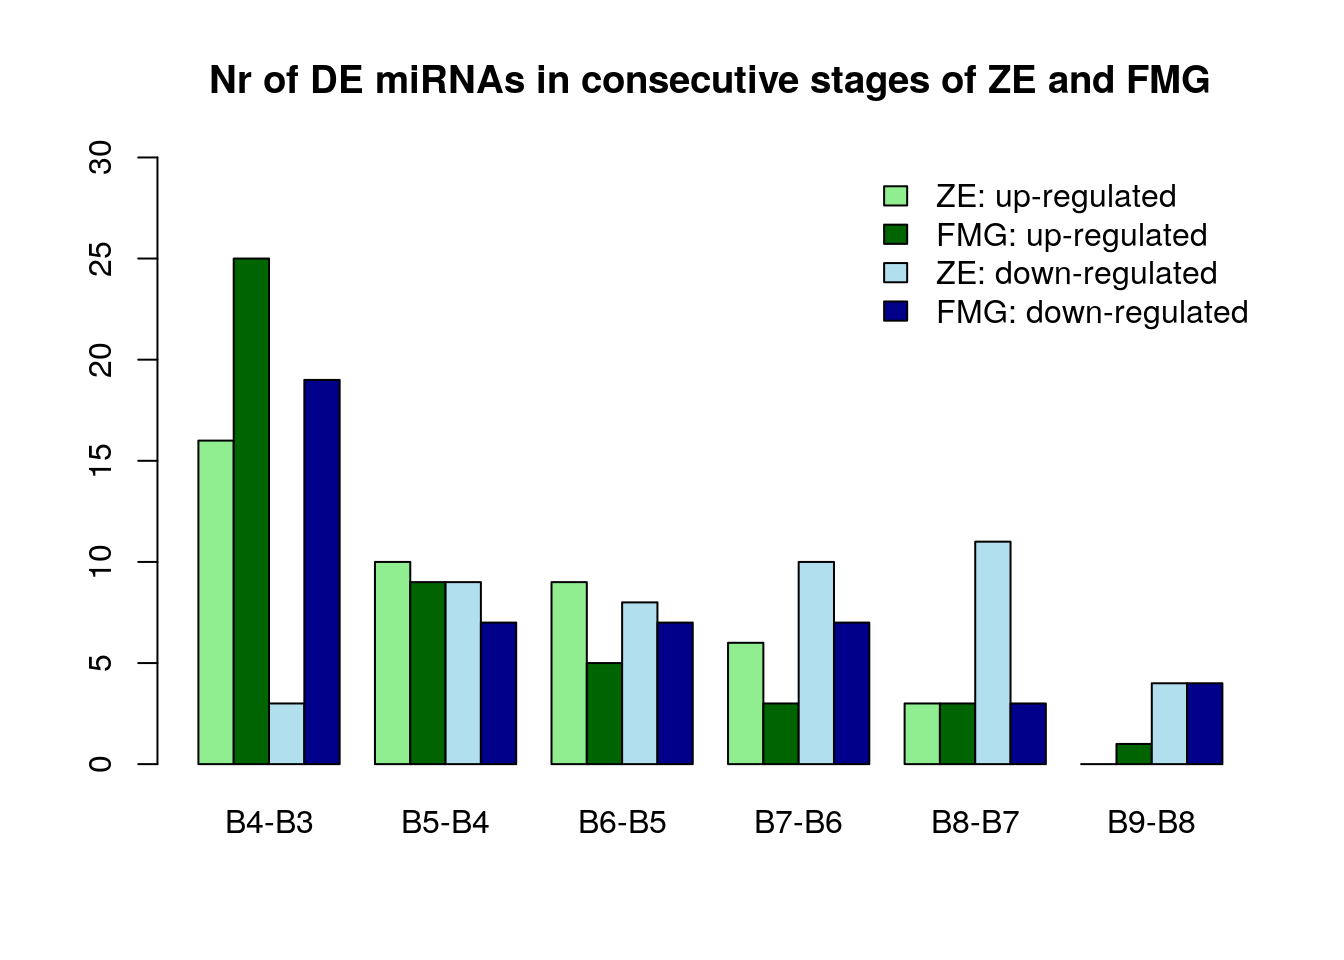 Nr of DE miRNAs in consecutive stages of ZE and FMG
30
25
20
15
10
5
0
ZE: up-regulated
FMG: up-regulated
ZE: down-regulated
FMG: down-regulated
B4-B3 B5-B4 B6-B5 B7-B6 B8-B7 B9-B8